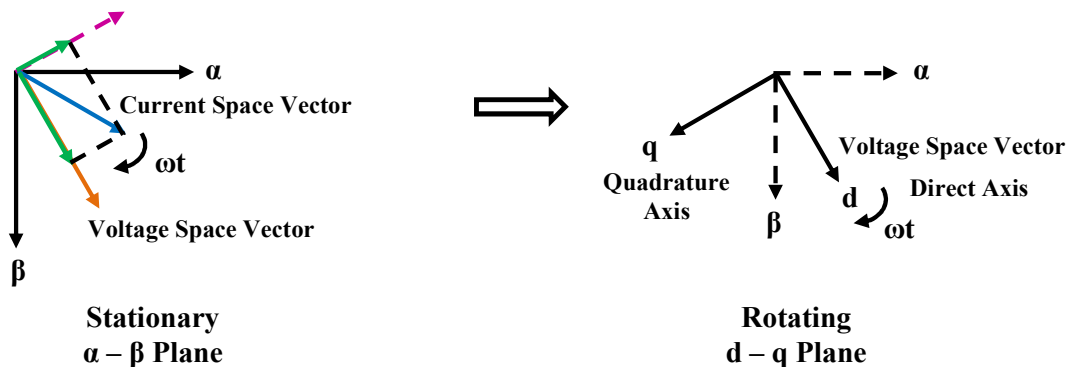 α
Current Space Vector
ωt
Voltage Space Vector
β
Stationary
α – β Plane
α
q
Quadrature
Axis
β
Voltage Space Vector
d
Direct Axis
ωt
Rotating
d – q Plane